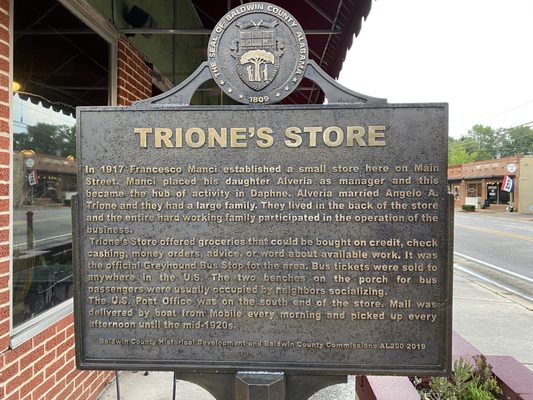 THE SEAL OF BALDWIN COUNTY, ALABAMA
1809
TRIONE'S STORE
In 1917 Francesco Manci established a small store here on Main
Street. Manci placed his daughter Alveria as manager and this
became the hub of activity in Daphne. Alveria married Angelo A.
Trione and they had a large family. They lived in the back of the store
and the entire hard working family participated in the operation of the
business.
Trione's Store offered groceries that could be bought on credit, check
cashing, money orders, advice, or word about available work. It was
the official Greyhound Bus Stop for the area. Bus tickets were sold to
anywhere in the U.S. The two benches on the porch for bus
passengers were usually occupied by neighbors socializing.
The U.S. Post Office was on the south end of the store. Mail was
delivered by boat from Mobile every morning and picked up every
afternoon until the mid-1920s.
Baldwin County Historical Development and Baldwin County Commissions AL200 2019